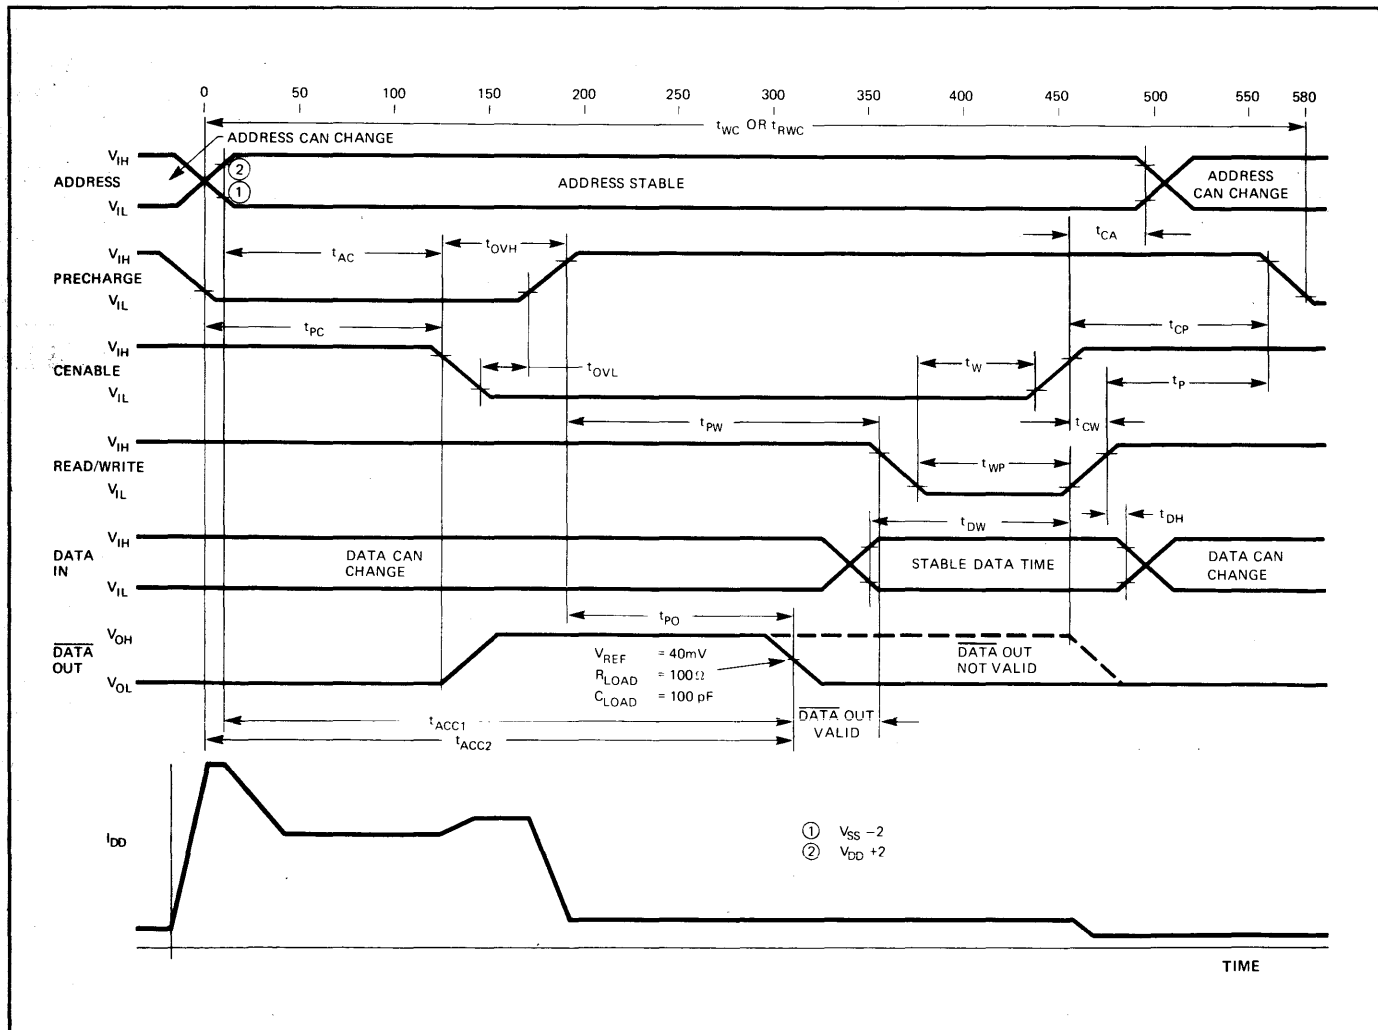 0 50 100 150 200 250 300 350 400 450 500 550 580
tWC OR tRWC
ADDRESS CAN CHANGE
VIH
ADDRESS
VIL
②
①
ADDRESS STABLE
ADDRESS
CAN CHANGE
tCA
VIH
PRECHARGE
VIL
tAC
tOVH
tPC
tCP
VIH
CENABLE
VIL
tOVL
tW
tP
tPW
tCW
VIH
READ/WRITE
VIL
tWP
tDW
tDH
VIH
DATA
IN
VIL
DATA CAN
CHANGE
STABLE DATA TIME
DATA CAN
CHANGE
tPO
VOH
DATA
OUT
VOL
VREF = 40mV
RLOAD = 100Ω
CLOAD = 100 pF
DATA OUT
NOT VALID
tACC1
tACC2
DATA OUT
VALID
IDD
① VSS -2
② VDD +2
TIME